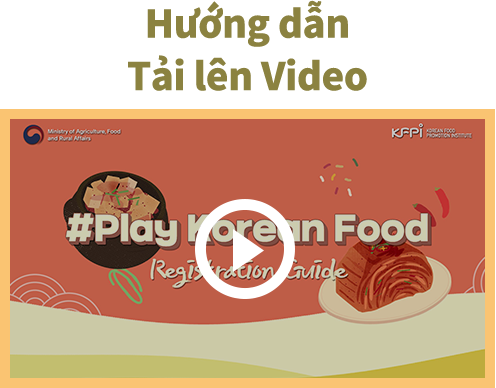 Hướng dẫn
Tải lên Video
Ministry of Agriculture, Food
and Rural Affairs
KFPi KOREAN FOOD
PROMOTION INSTITUTE
#Play Korean Food
Registration Guide